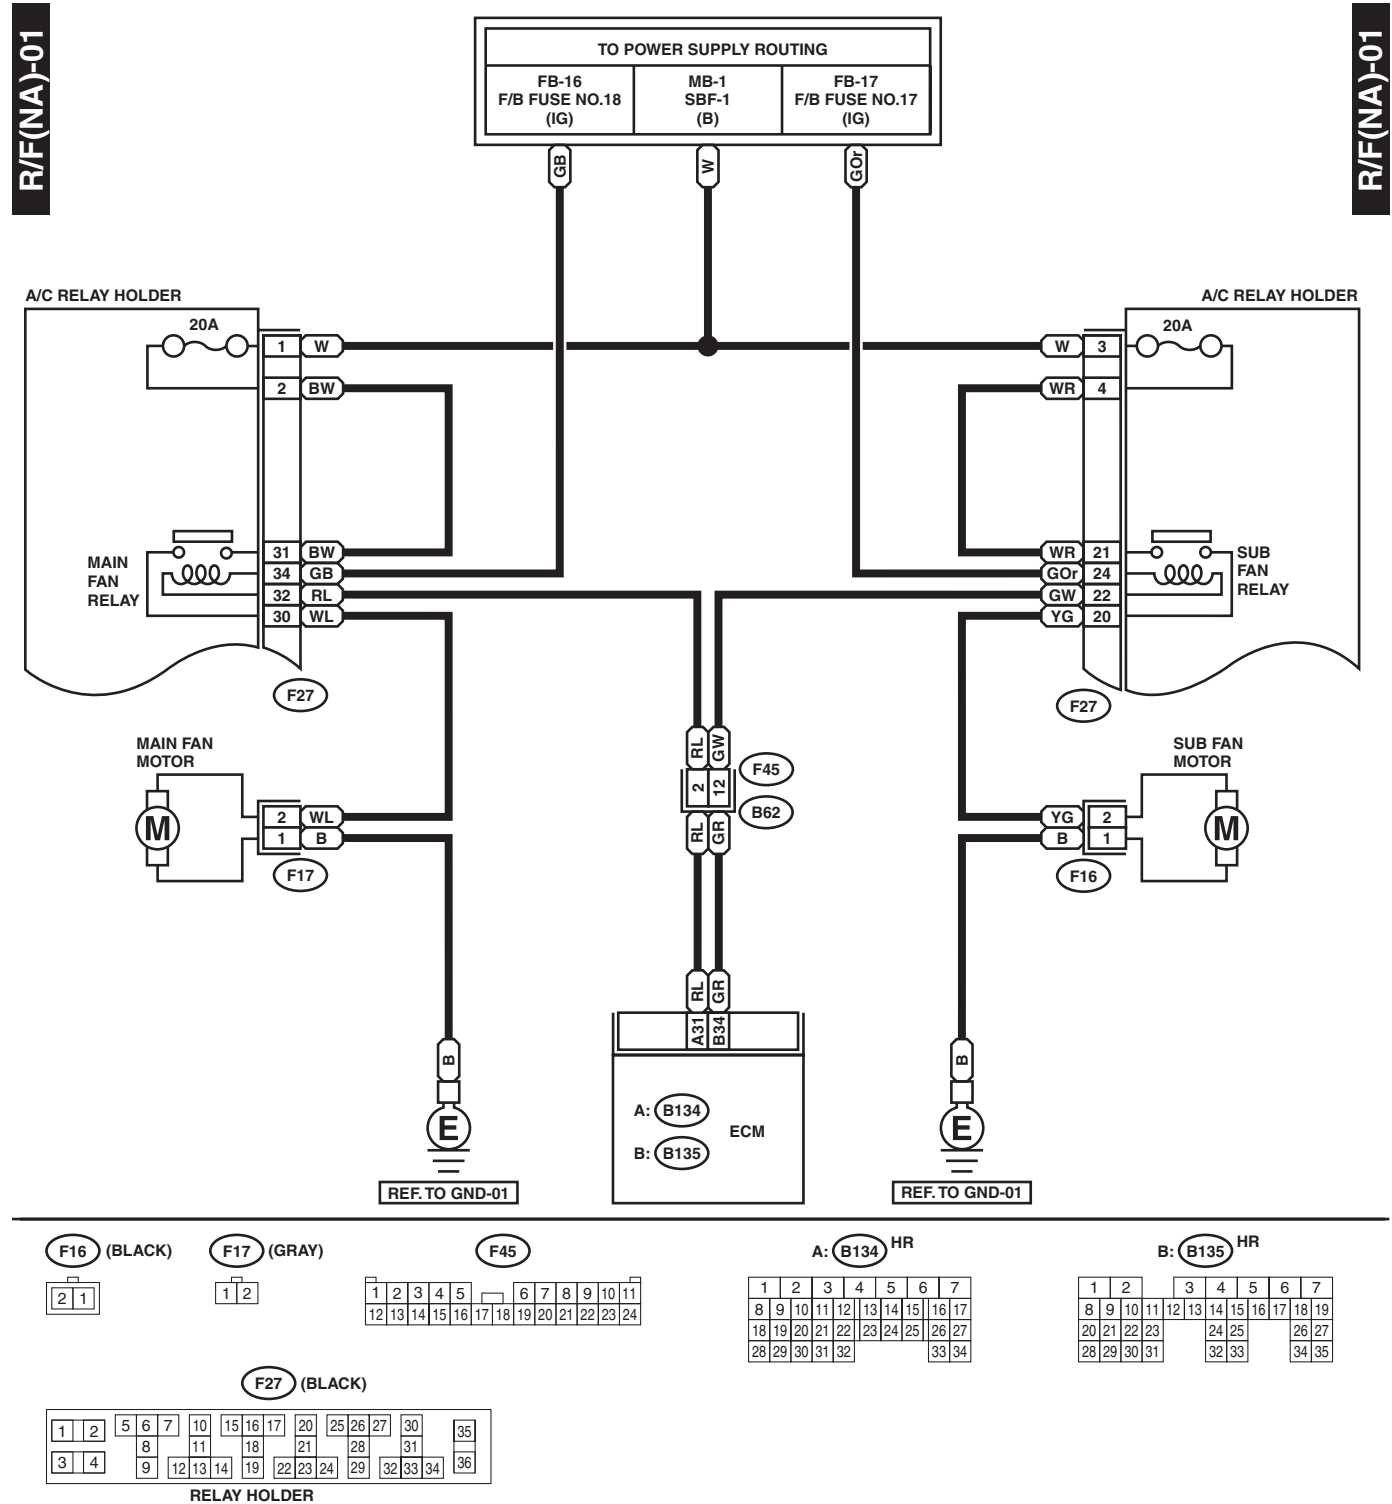 R/F(NA)-01
R/F(NA)-01
TO POWER SUPPLY ROUTING
FB-16
F/B FUSE NO.18
(IG)
MB-1
SBF-1
(B)
FB-17
F/B FUSE NO.17
(IG)
GB
W
GOr
A/C RELAY HOLDER
A/C RELAY HOLDER
20A
20A
1 W
W 3
2 BW
WR 4
MAIN
FAN
RELAY
31 BW
34 GB
32 RL
30 WL
WR 21
GOr 24
GW 22
YG 20
SUB
FAN
RELAY
F27
F27
MAIN FAN
MOTOR
M
2 WL
1 B
F17
RL GW
2 12
F45
B62
RL GR
SUB FAN
MOTOR
YG 2
B 1
M
F16
RL GR
A31 B34
A: B134
B: B135
ECM
B
E
REF. TO GND-01
B
E
REF. TO GND-01
F16 (BLACK)
2 1
F17 (GRAY)
1 2
F45
1 2 3 4 5 6 7 8 9 10 11
12 13 14 15 16 17 18 19 20 21 22 23 24
A: B134 HR
1 2 3 4 5 6 7
8 9 10 11 12 13 14 15 16 17
18 19 20 21 22 23 24 25 26 27
28 29 30 31 32 33 34
B: B135 HR
1 2 3 4 5 6 7
8 9 10 11 12 13 14 15 16 17 18 19
20 21 22 23 24 25 26 27
28 29 30 31 32 33 34 35
F27 (BLACK)
1 2 5 6 7 10 15 16 17 20 25 26 27 30 35
8 11 18 21 28 31
3 4 9 12 13 14 19 22 23 24 29 32 33 34 36
RELAY HOLDER